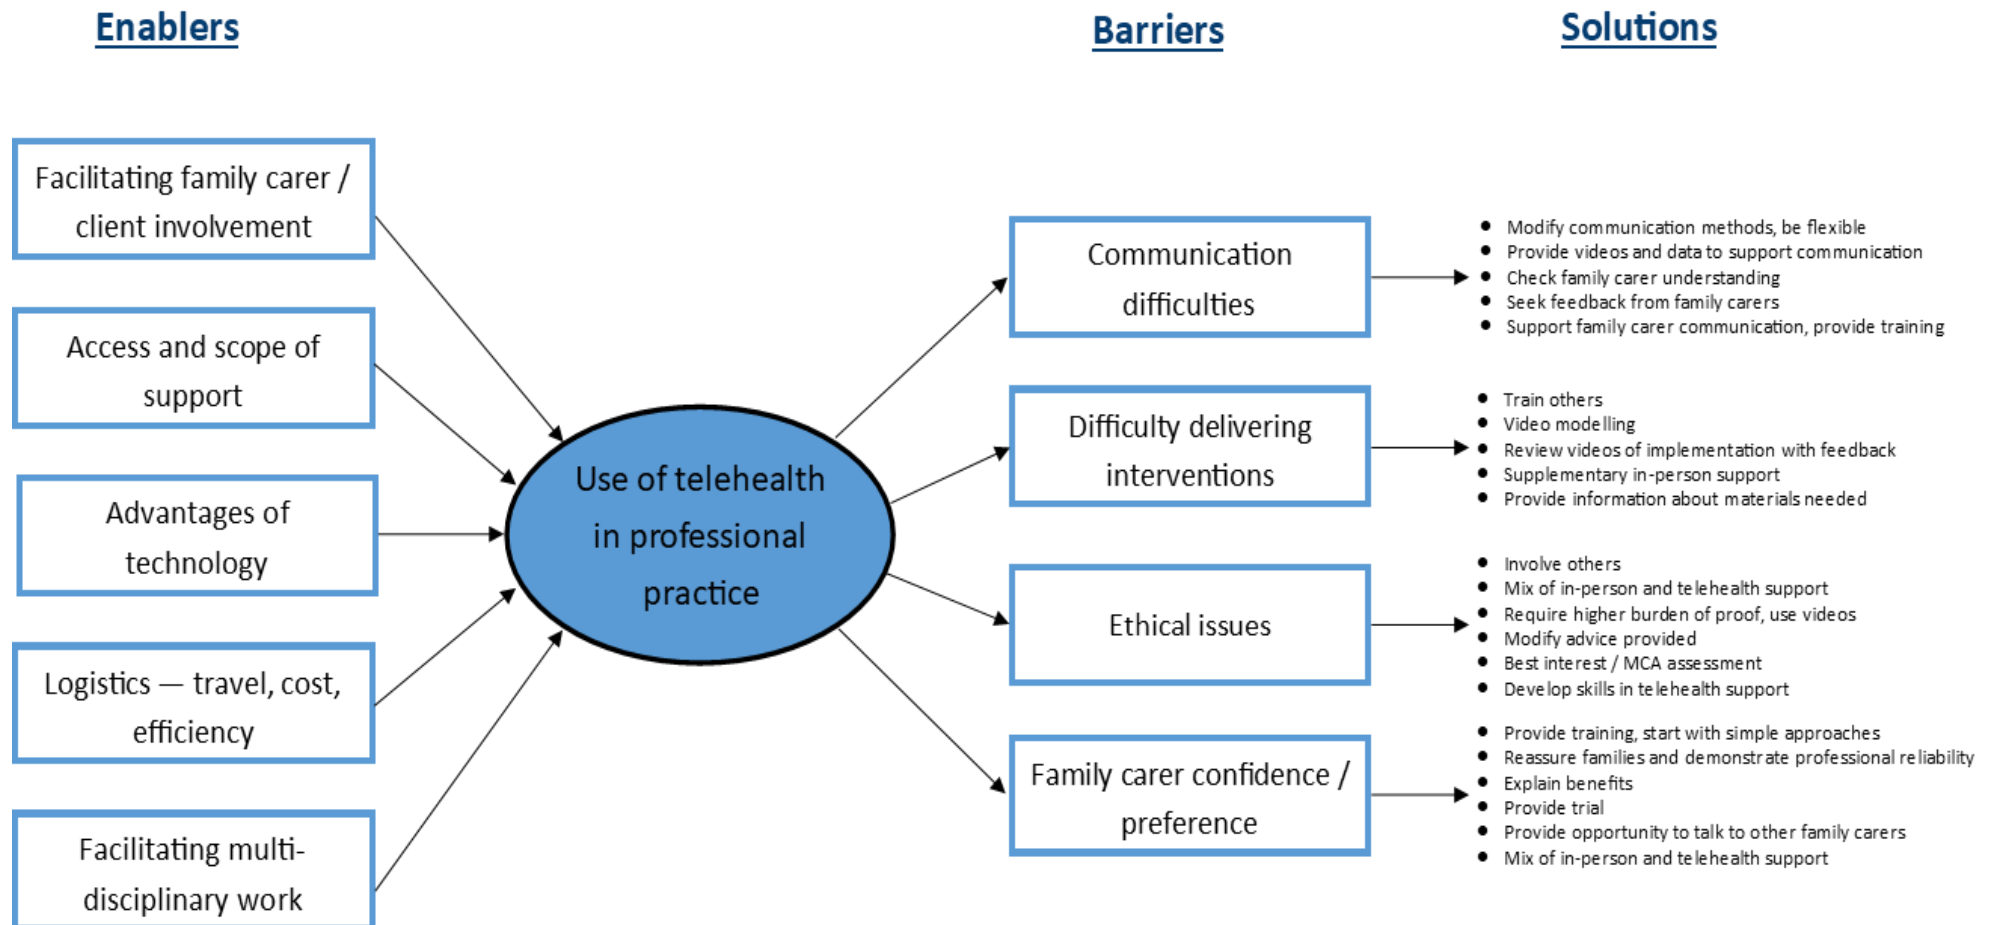 Enablers
Barriers
Solutions
Facilitating family carer /
client involvement
Access and scope of
support
Advantages of
technology
Logistics — travel, cost,
efficiency
Facilitating multi-
disciplinary work
Use of telehealth
in professional
practice
Communication
difficulties
• Modify communication methods, be flexible
• Provide videos and data to support communication
• Check family carer understanding
• Seek feedback from family carers
• Support family carer communication, provide training
Difficulty delivering
interventions
• Train others
• Video modelling
• Review videos of implementation with feedback
• Supplementary in-person support
• Provide information about materials needed
Ethical issues
• Involve others
• Mix of in-person and telehealth support
• Require higher burden of proof, use videos
• Modify advice provided
• Best interest / MCA assessment
• Develop skills in telehealth support
Family carer confidence /
preference
• Provide training, start with simple approaches
• Reassure families and demonstrate professional reliability
• Explain benefits
• Provide trial
• Provide opportunity to talk to other family carers
• Mix of in-person and telehealth support